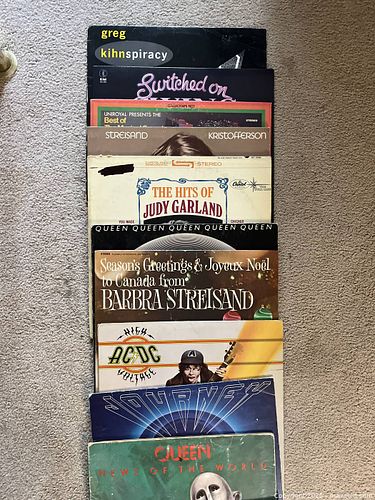 greg
kihnspiracy
Switched on
UNIROYAL PRESENTS THE
Best of
STEREO
STREISAND KRISTOFFERSON
STEREO
THE HITS OF
JUDY GARLAND
Capitol
QUEEN QUEEN QUEEN QUEEN QUEEN
Season's Greetings & Joyeux Noël
to Canada from
BARBRA STREISAND
HIGH
AC/DC
VOLTAGE
JOURNEY
QUEEN
NEWS OF THE WORLD